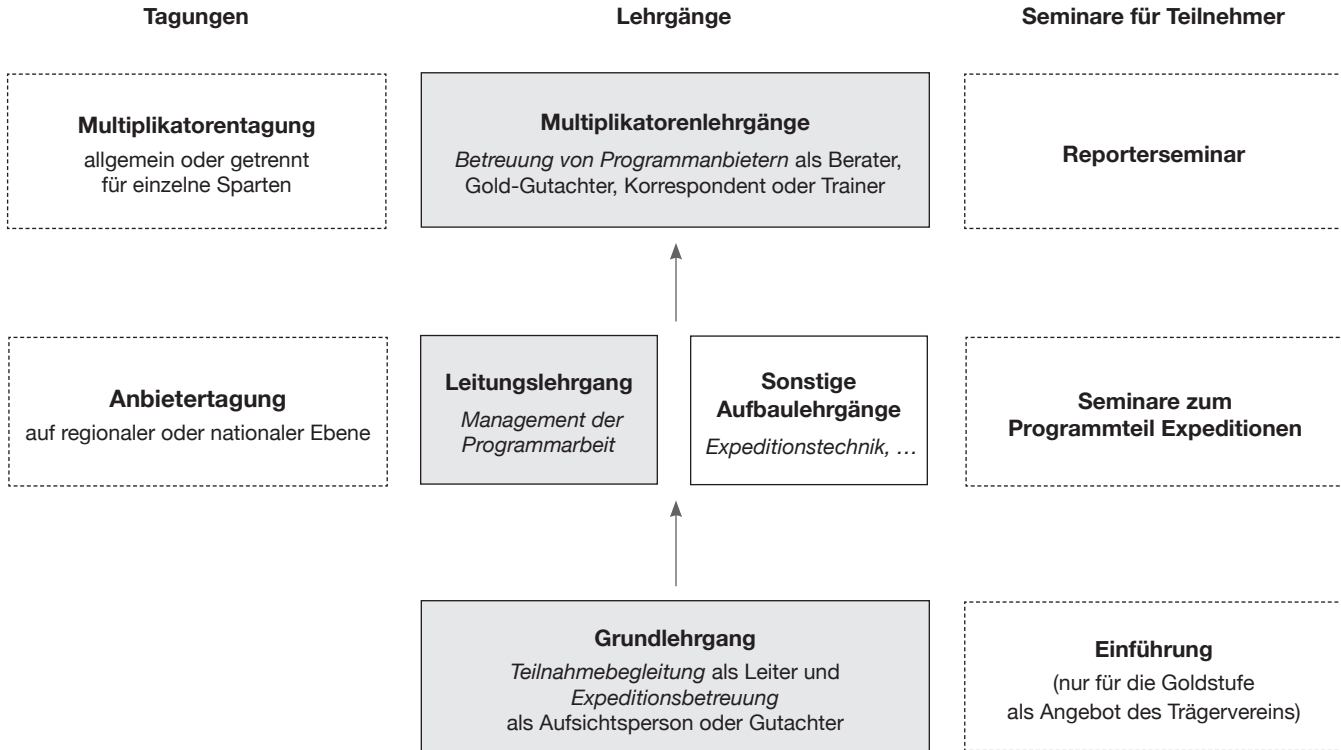 Tagungen
Lehrgänge
Seminare für Teilnehmer
Multiplikatorentagung
allgemein oder getrennt
für einzelne Sparten
Multiplikatorenlehrgänge
Betreuung von Programmanbietern als Berater,
Gold-Gutachter, Korrespondent oder Trainer
Reporterseminar
Anbietertagung
auf regionaler oder nationaler Ebene
Leitungslehrgang
Management der
Programmarbeit
Sonstige
Aufbaulehrgänge
Expeditionstechnik, …
Seminare zum
Programmteil Expeditionen
Grundlehrgang
Teilnahmebegleitung als Leiter und
Expeditionsbetreuung
als Aufsichtsperson oder Gutachter
Einführung
(nur für die Goldstufe
als Angebot des Trägervereins)